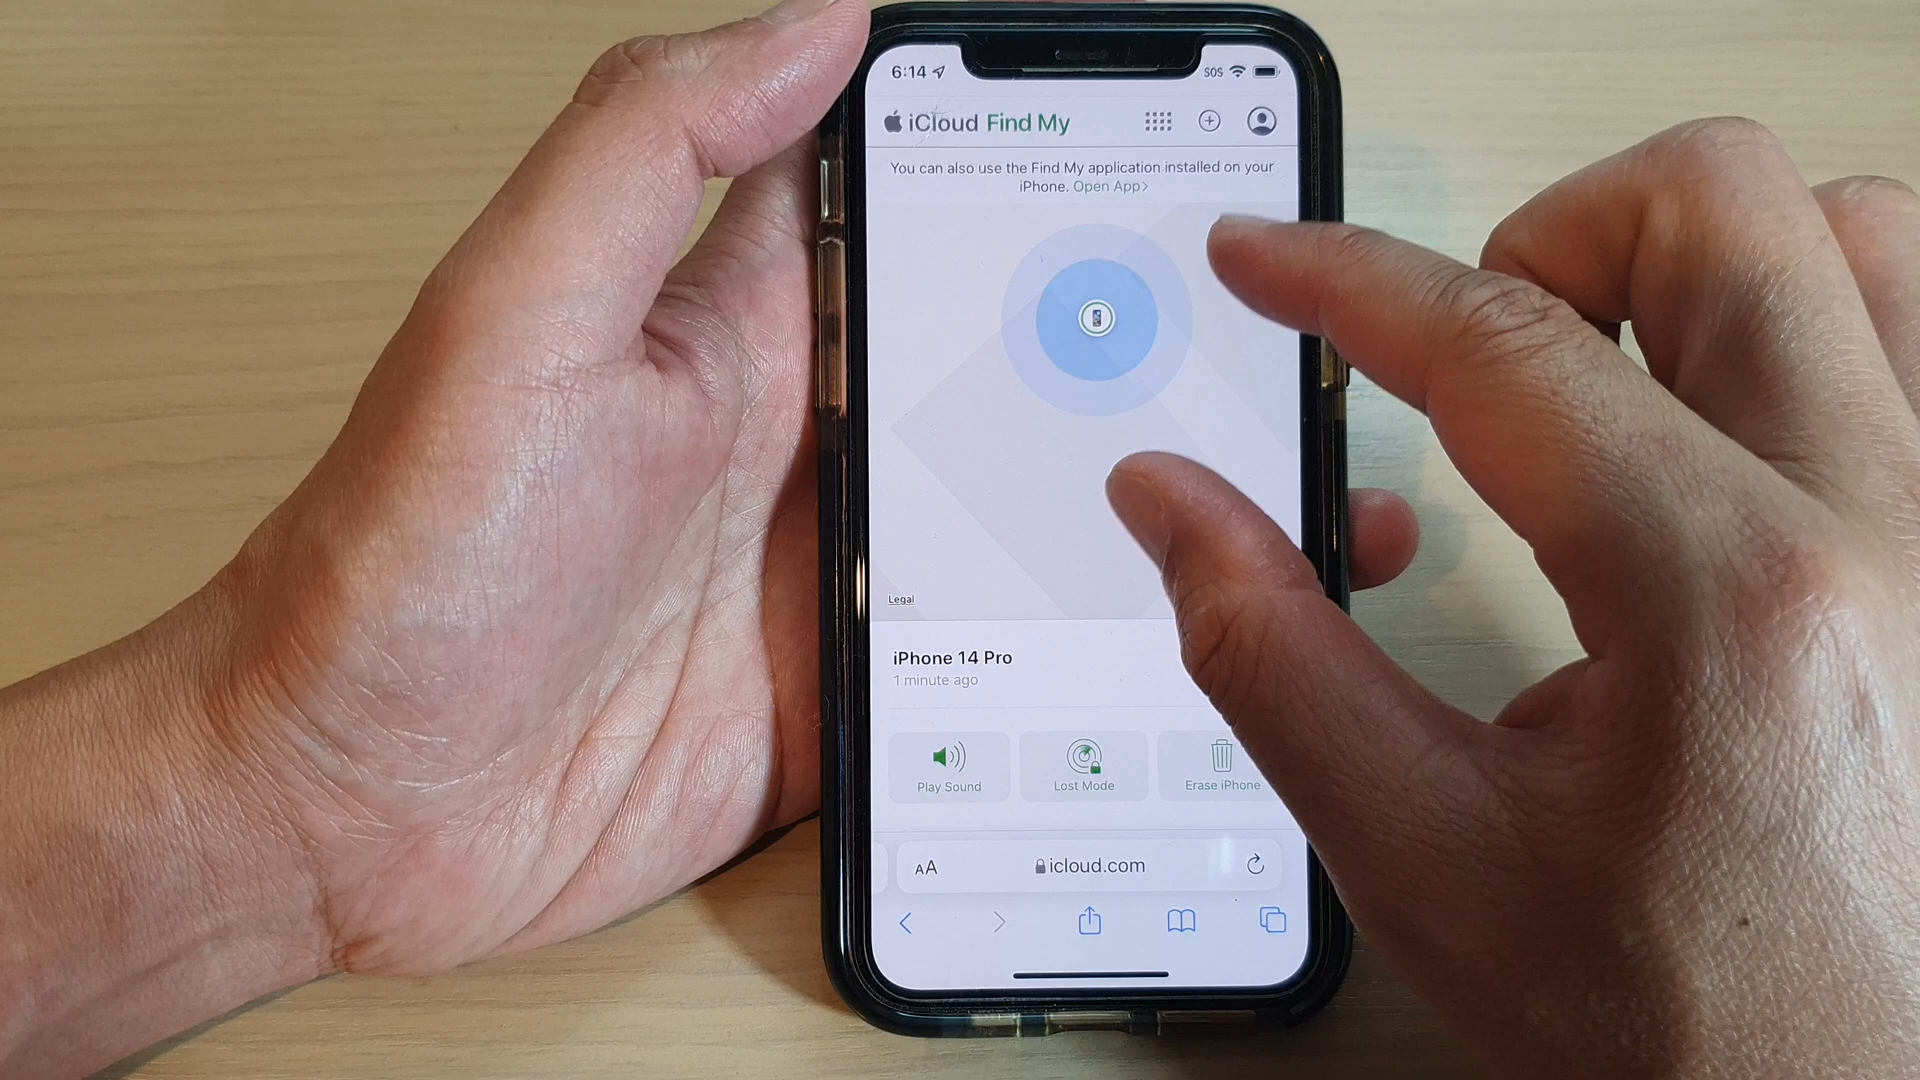 6:14
SOS
iCloud Find My
You can also use the Find My application installed on your
iPhone. Open App>
Legal
iPhone 14 Pro
1 minute ago
Play Sound
Lost Mode
Erase iPhone
AA
icloud.com